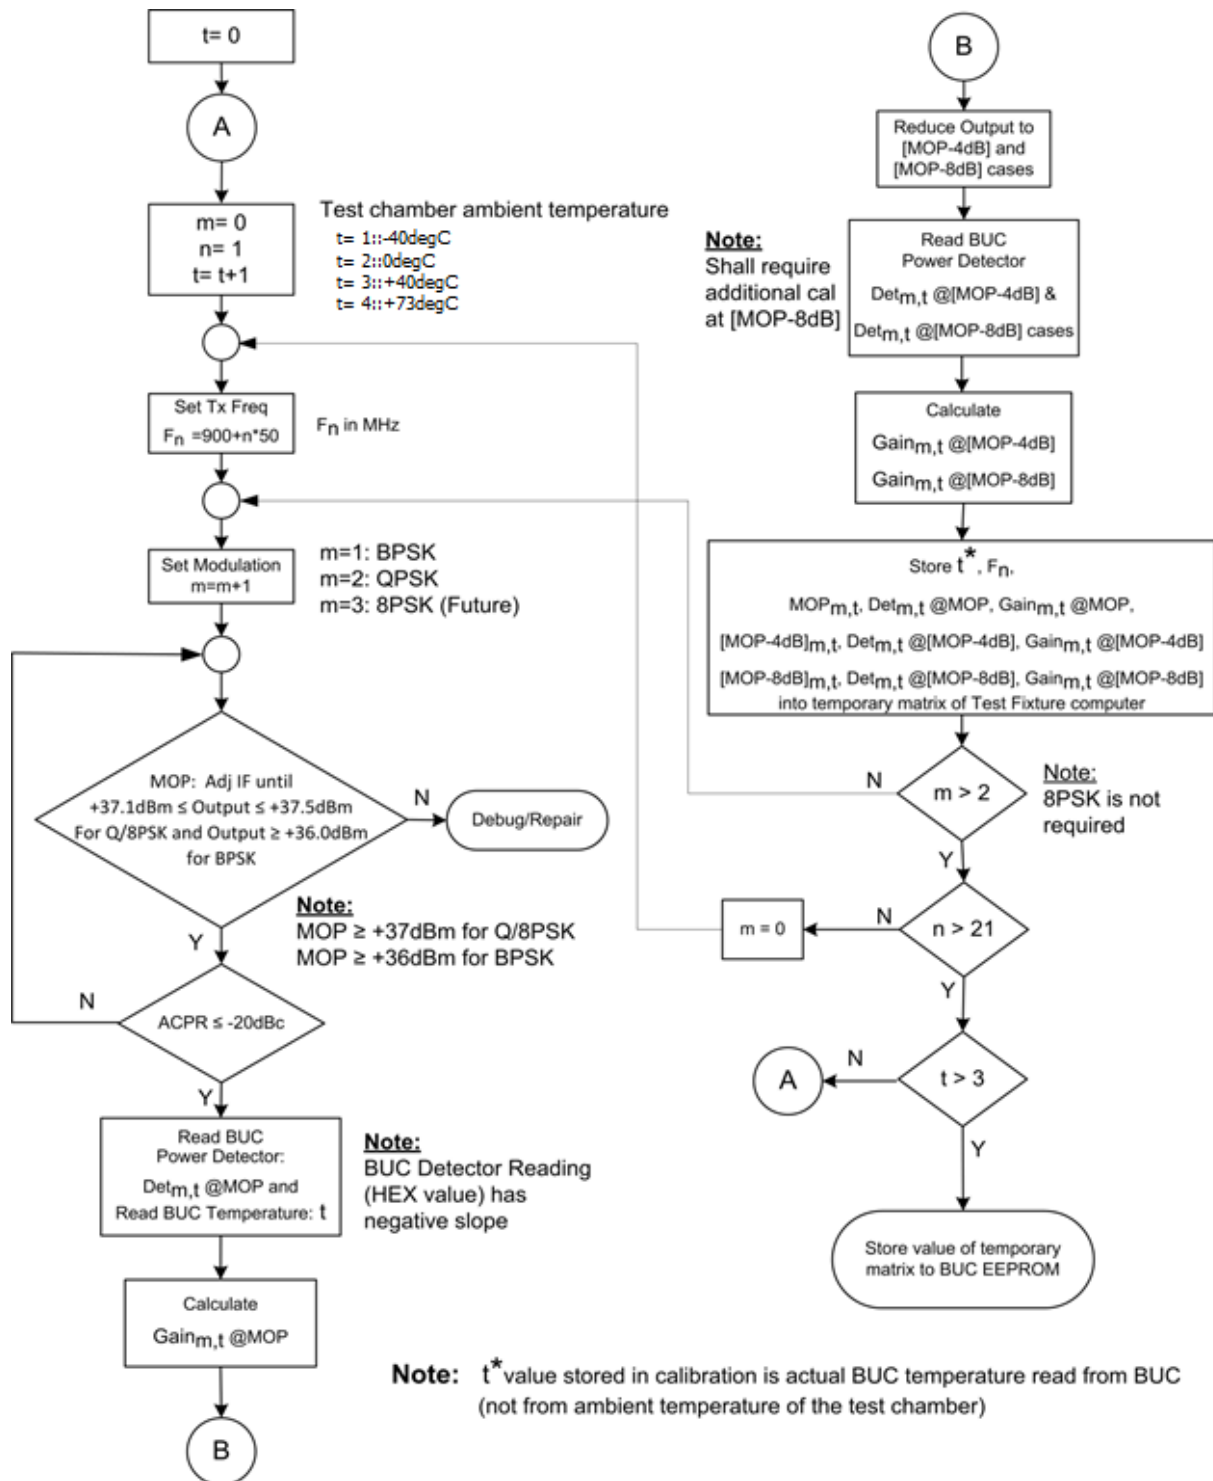 t= 0
A
m= 0
n= 1
t= t+1
Test chamber ambient temperature
t= 1::-40degC
t= 2::0degC
t= 3::+40degC
t= 4::+73degC
Set Tx Freq
Fn =900+n*50
Fn in MHz
Set Modulation
m=m+1
m=1: BPSK
m=2: QPSK
m=3: 8PSK (Future)
MOP: Adj IF until
+37.1dBm ≤ Output ≤ +37.5dBm
For Q/8PSK and Output ≥ +36.0dBm
for BPSK
N
Debug/Repair
Y
Note:
MOP ≥ +37dBm for Q/8PSK
MOP ≥ +36dBm for BPSK
N
ACPR ≤ -20dBc
Y
Read BUC
Power Detector:
Detm,t @MOP and
Read BUC Temperature: t
Note:
BUC Detector Reading
(HEX value) has
negative slope
Calculate
Gainm,t @MOP
B
B
Reduce Output to
[MOP-4dB] and
[MOP-8dB] cases
Note:
Shall require
additional cal
at [MOP-8dB]
Read BUC
Power Detector
Detm,t @[MOP-4dB] &
Detm,t @[MOP-8dB] cases
Calculate
Gainm,t @[MOP-4dB]
Gainm,t @[MOP-8dB]
Store t*, Fn,
MOPm,t, Detm,t @MOP, Gainm,t @MOP,
[MOP-4dB]m,t, Detm,t @[MOP-4dB], Gainm,t @[MOP-4dB]
[MOP-8dB]m,t, Detm,t @[MOP-8dB], Gainm,t @[MOP-8dB]
into temporary matrix of Test Fixture computer
N
m > 2
Note:
8PSK is not
required
Y
m = 0
N
n > 21
Y
A
N
t > 3
Y
Store value of temporary
matrix to BUC EEPROM
Note: t* value stored in calibration is actual BUC temperature read from BUC
(not from ambient temperature of the test chamber)